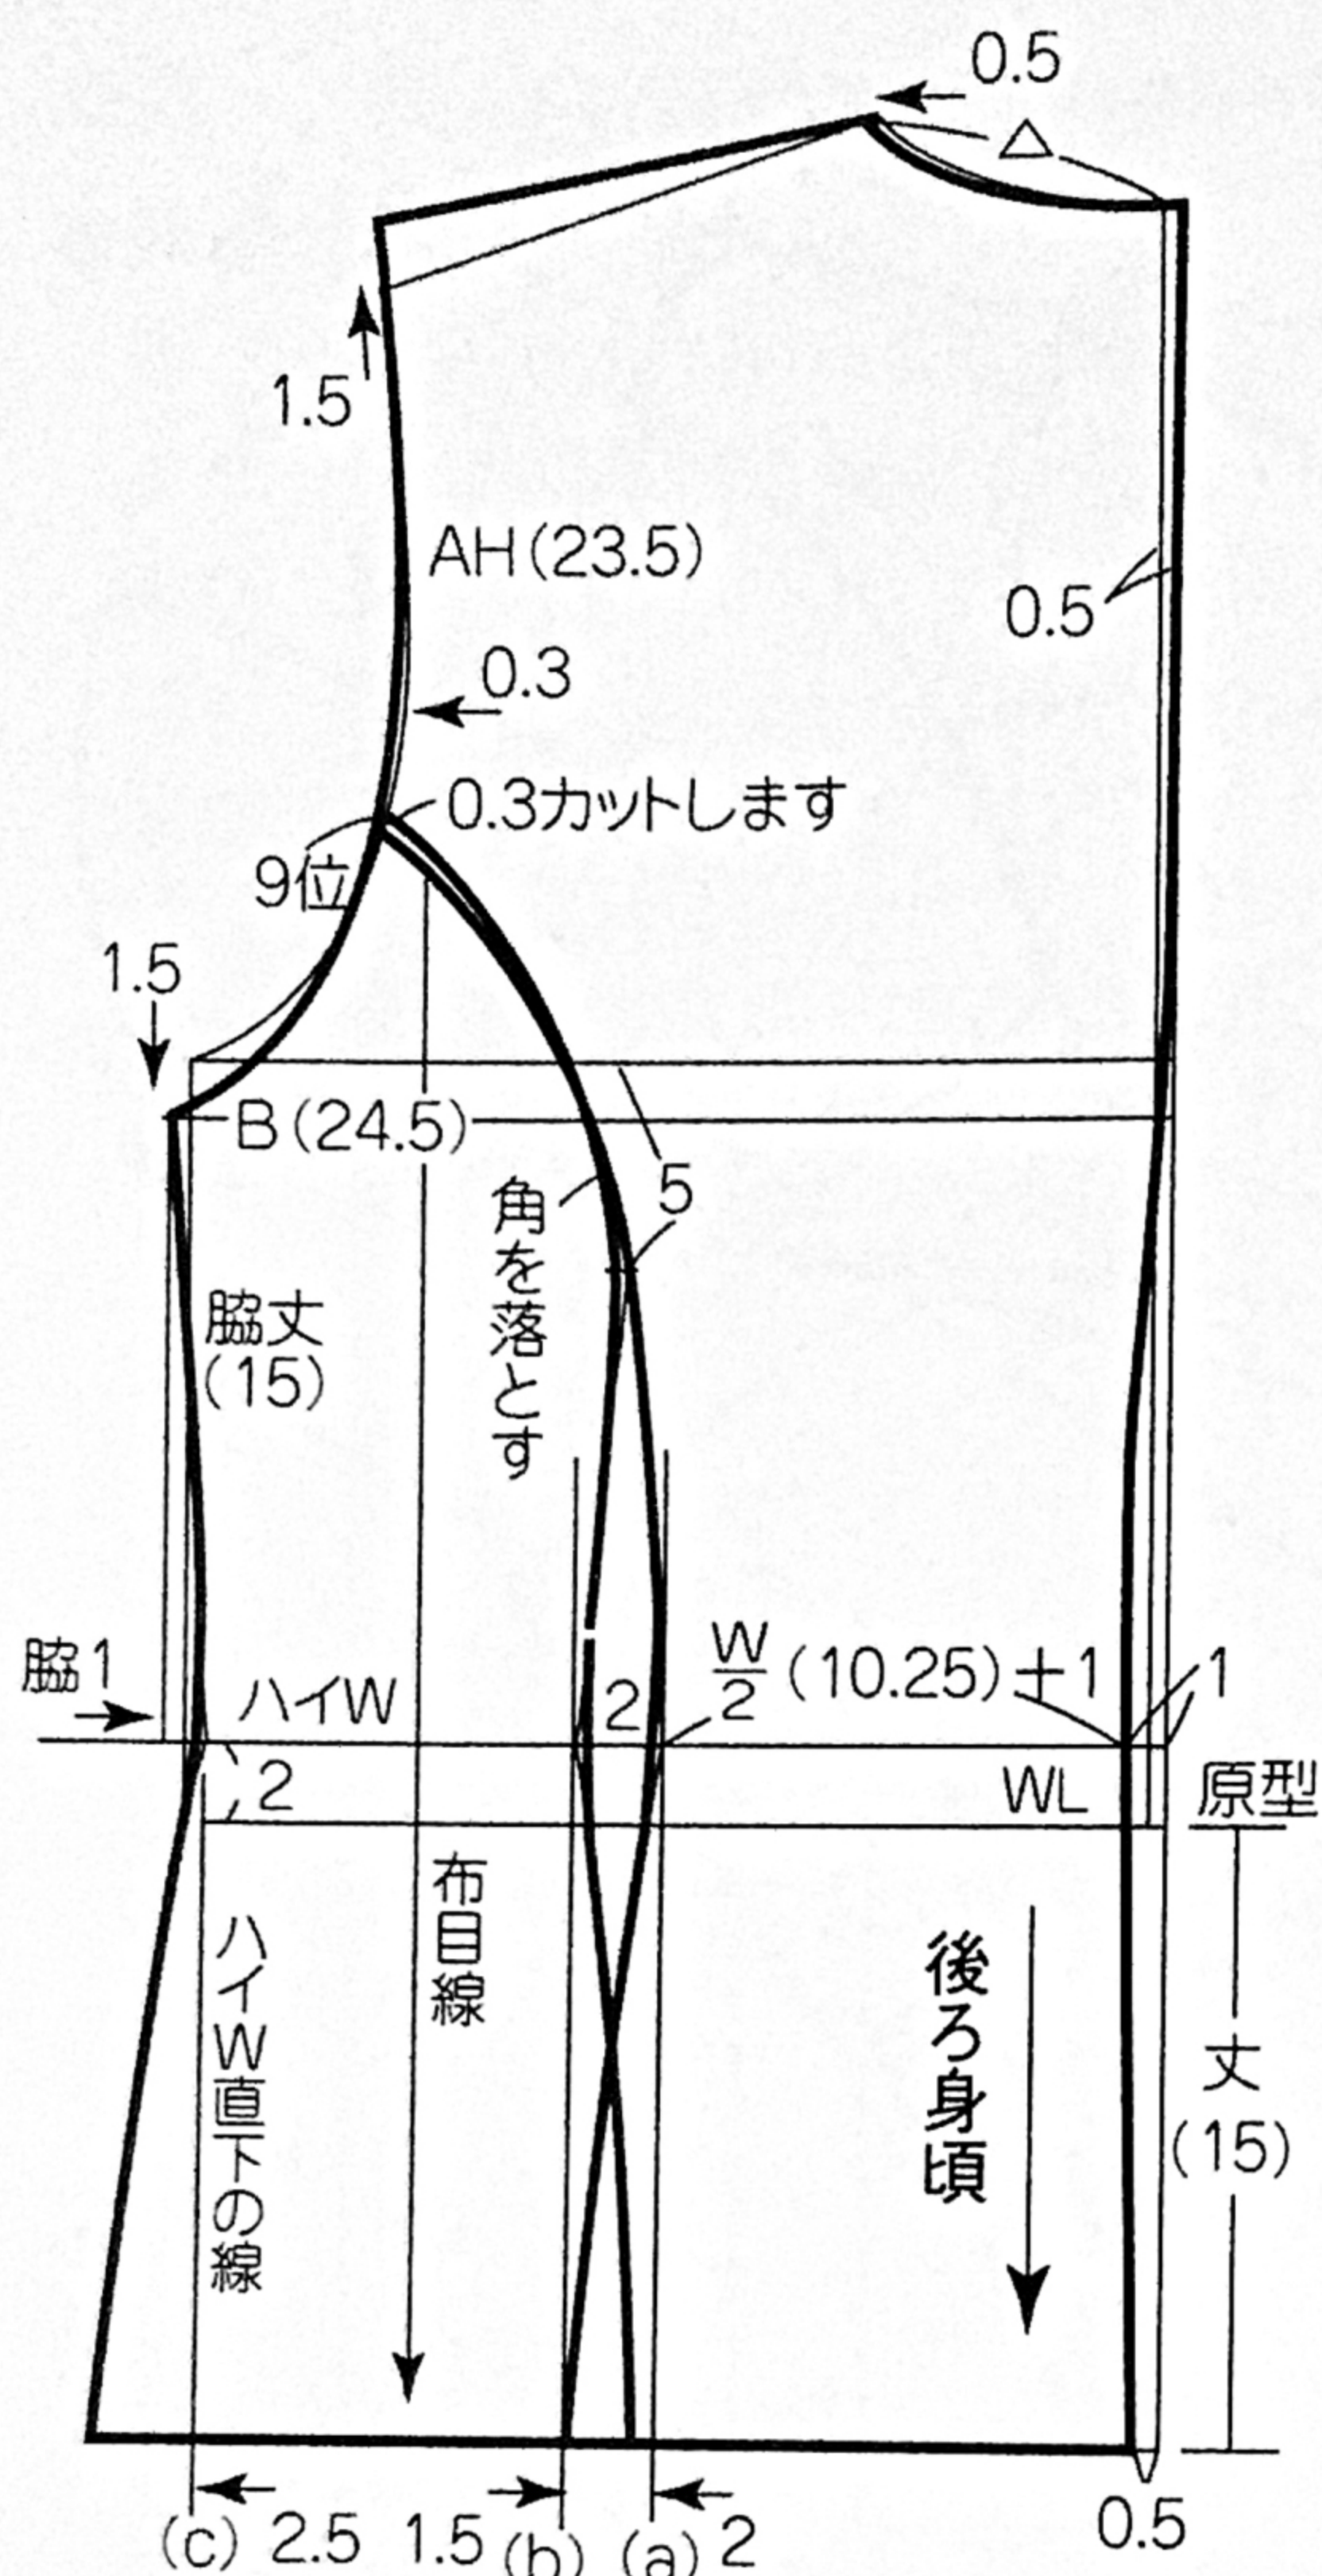 0.5
△
1.5
AH(23.5)
0.5
0.3
0.3カットします
9位
1.5
B(24.5)
5
角を落とす
脇丈
(15)
脇1
ハイW
2
W/2(10.25)+1
1
2
WL
原型
布目線
ハイW直下の線
後ろ身頃
丈
(15)
(c) 2.5 1.5 (b) (a) 2
0.5